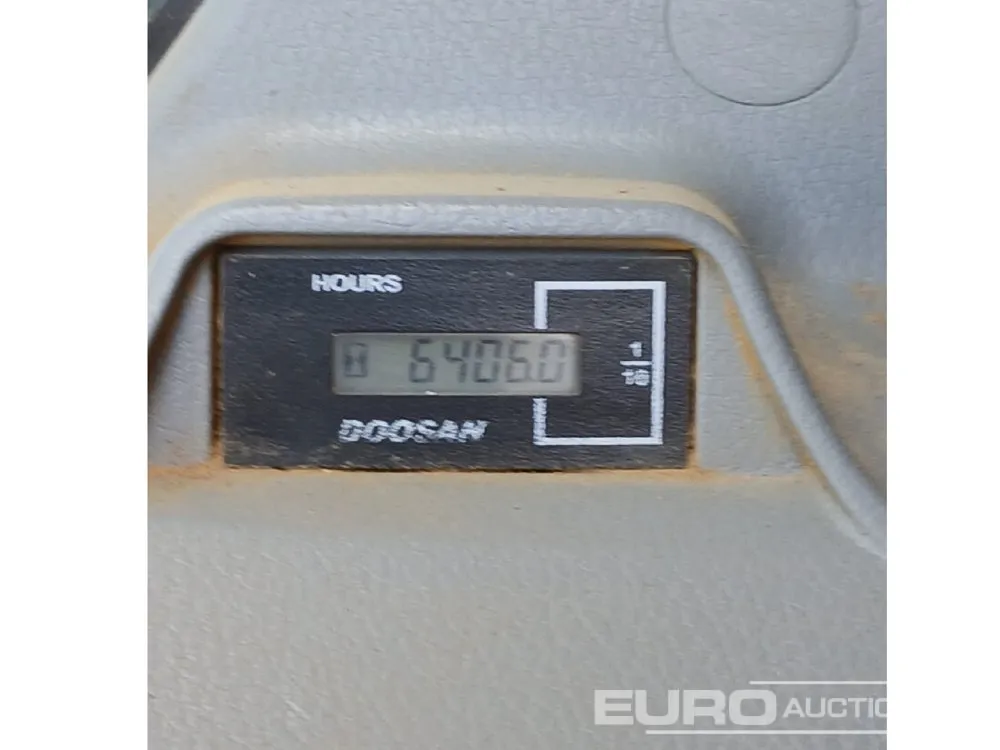 HOURS
6406.0
1
10
DOOSAN
EURO AUCTIO